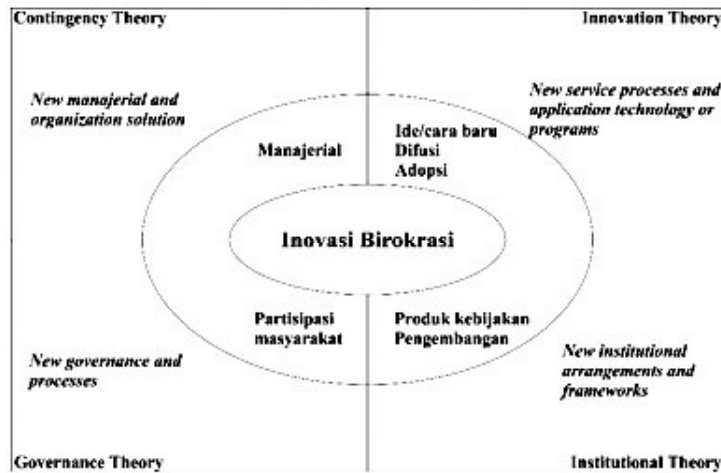 Contingency Theory
Innovation Theory
New manajerial and
organization solution
New service processes and
application technology or
programs
Manajerial
Ide/cara baru
Difusi
Adopsi
Inovasi Birokrasi
Partisipasi
masyarakat
Produk kebijakan
Pengembangan
New governance and
processes
New institutional
arrangements and
frameworks
Governance Theory
Institutional Theory